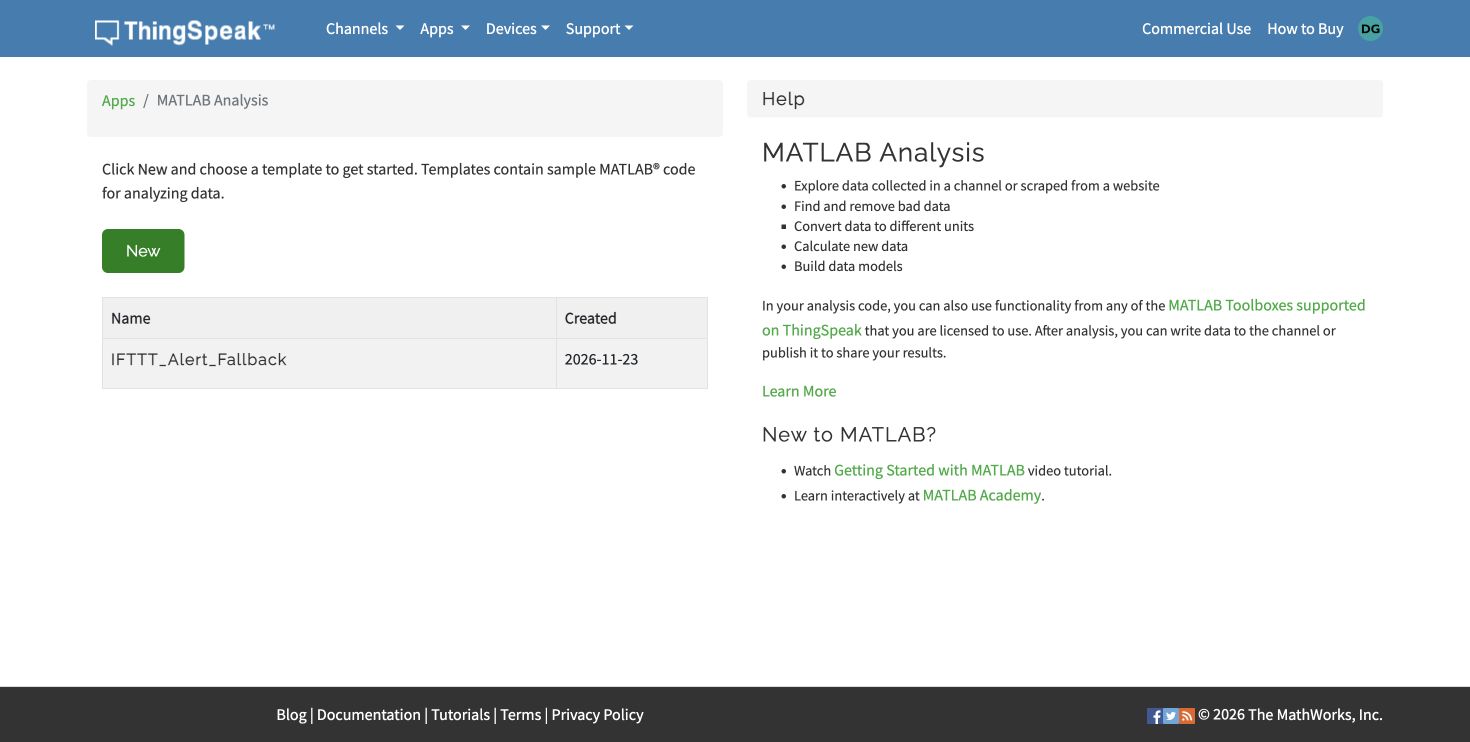 ThingSpeak™ Channels Apps Devices Support Commercial Use How to Buy DG
Apps / MATLAB Analysis
Click New and choose a template to get started. Templates contain sample MATLAB® code
for analyzing data.
New
Name Created
IFTTT_Alert_Fallback 2026-11-23
Help
MATLAB Analysis
Explore data collected in a channel or scraped from a website
Find and remove bad data
Convert data to different units
Calculate new data
Build data models
In your analysis code, you can also use functionality from any of the MATLAB Toolboxes supported
on ThingSpeak that you are licensed to use. After analysis, you can write data to the channel or
publish it to share your results.
Learn More
New to MATLAB?
Watch Getting Started with MATLAB video tutorial.
Learn interactively at MATLAB Academy.
Blog | Documentation | Tutorials | Terms | Privacy Policy © 2026 The MathWorks, Inc.